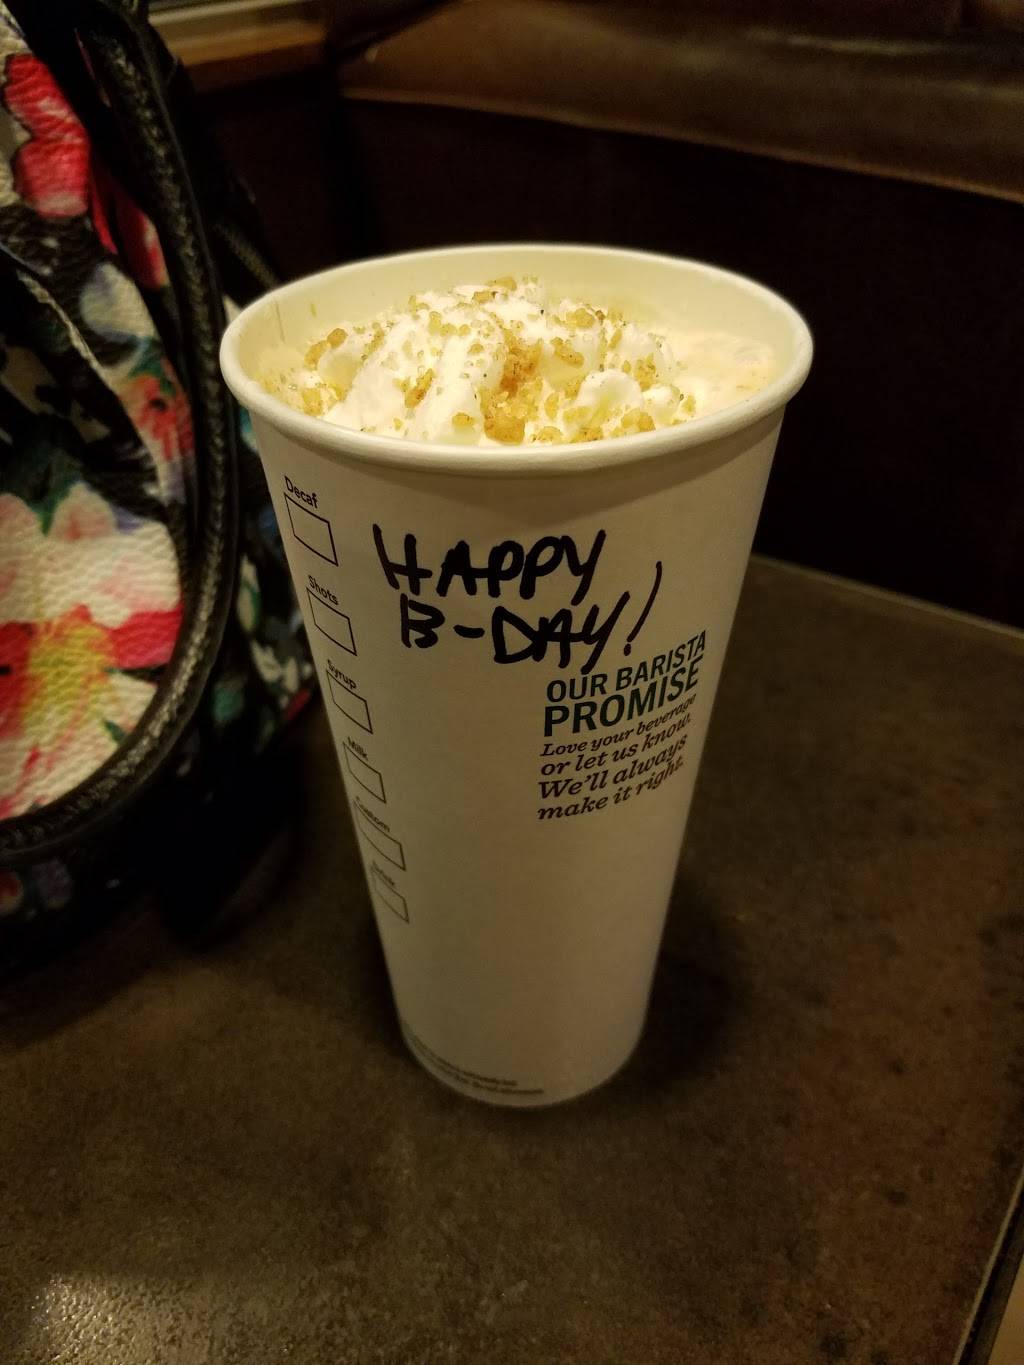 HAPPY
B-DAY!
OUR BARISTA
PROMISE
Love your beverage
or let us know.
We'll always
make it right.
Decaf
Shots
Syrup
Milk
Custom
Drink